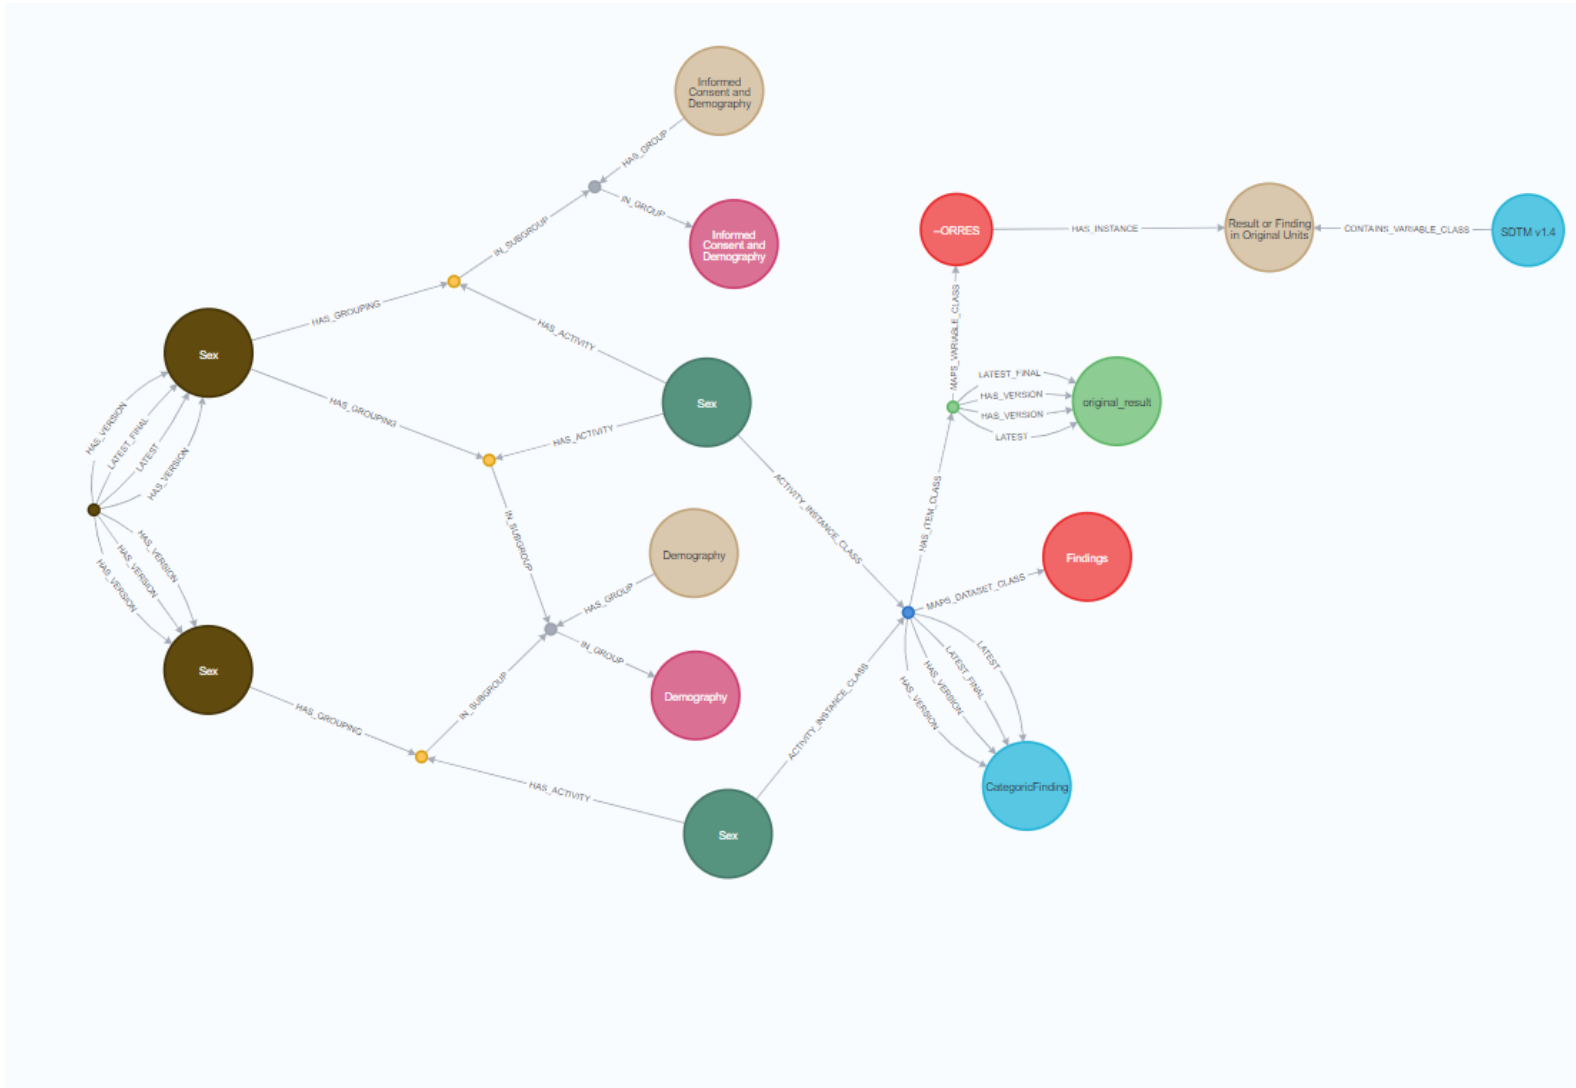 Informed
Consent and
Demography
HAS_GROUP
IN_GROUP
Informed
Consent and
Demography
IN_SUBGROUP
HAS_GROUPING
HAS_ACTIVITY
Sex
HAS_GROUPING
HAS_ACTIVITY
Sex
HAS_VERSION
LATEST_FINAL
LATEST
HAS_VERSION
HAS_VERSION
HAS_VERSION
HAS_VERSION
Sex
HAS_GROUPING
IN_SUBGROUP
Demography
HAS_GROUP
IN_GROUP
Demography
IN_SUBGROUP
HAS_ACTIVITY
Sex
ACTIVITY_INSTANCE_CLASS
ACTIVITY_INSTANCE_CLASS
--ORRES
HAS_INSTANCE
Result or Finding
in Original Units
CONTAINS_VARIABLE_CLASS
SDTM v1.4
MAPS_VARIABLE_CLASS
LATEST_FINAL
HAS_VERSION
HAS_VERSION
LATEST
original_result
HAS_ITEM_CLASS
MAPS_DATASET_CLASS
Findings
LATEST
LATEST_FINAL
HAS_VERSION
HAS_VERSION
CategoricFinding